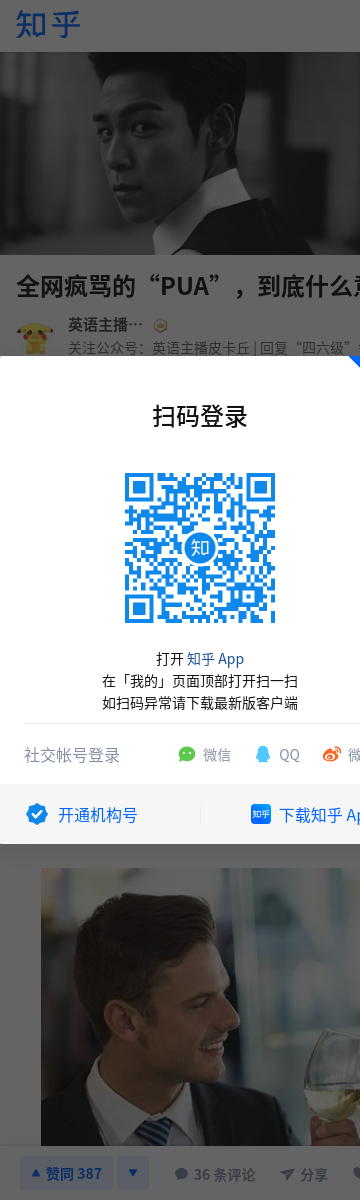 知乎
全网疯骂的“PUA”，到底什么意
英语主播…
关注公众号：英语主播皮卡丘 | 回复“四六级”
扫码登录
知
打开 知乎 App
在「我的」页面顶部打开扫一扫
如扫码异常请下载最新版客户端
社交帐号登录 微信 QQ 微
开通机构号 知乎 下载知乎 Ap
赞同 387 36 条评论 分享